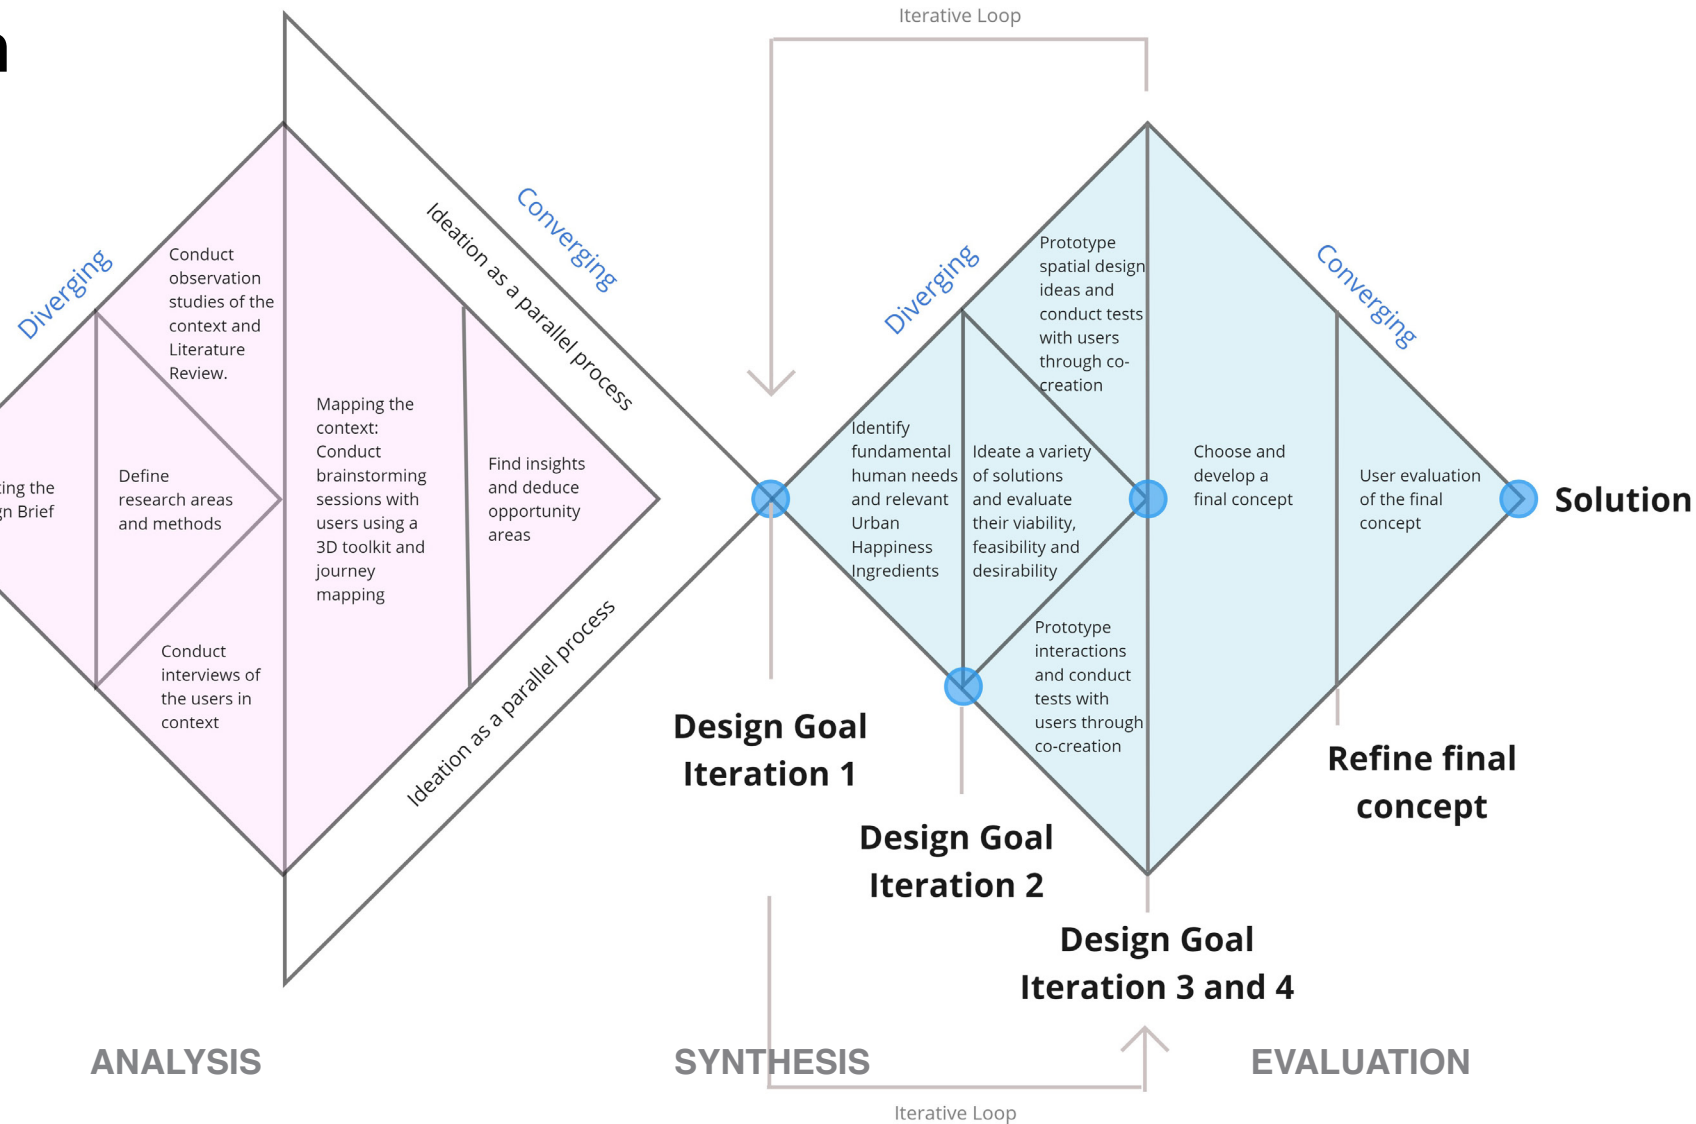 Iterative Loop
Diverging
Conduct
observation
studies of the
context and
Literature
Review.
Define
research areas
and methods
Conduct
interviews of
the users in
context
Mapping the
context:
Conduct
brainstorming
sessions with
users using a
3D toolkit and
journey
mapping
Find insights
and deduce
opportunity
areas
Ideation as a parallel process
Converging
Ideation as a parallel process
Diverging
Identify
fundamental
human needs
and relevant
Urban
Happiness
Ingredients
Ideate a variety
of solutions
and evaluate
their viability,
feasibility and
desirability
Prototype
spatial design
ideas and
conduct tests
with users
through co-
creation
Prototype
interactions
and conduct
tests with
users through
co-creation
Converging
Choose and
develop a
final concept
User evaluation
of the final
concept
Solution
the
Brief
Design Goal
Iteration 1
Design Goal
Iteration 2
Design Goal
Iteration 3 and 4
Refine final
concept
ANALYSIS
SYNTHESIS
EVALUATION
Iterative Loop